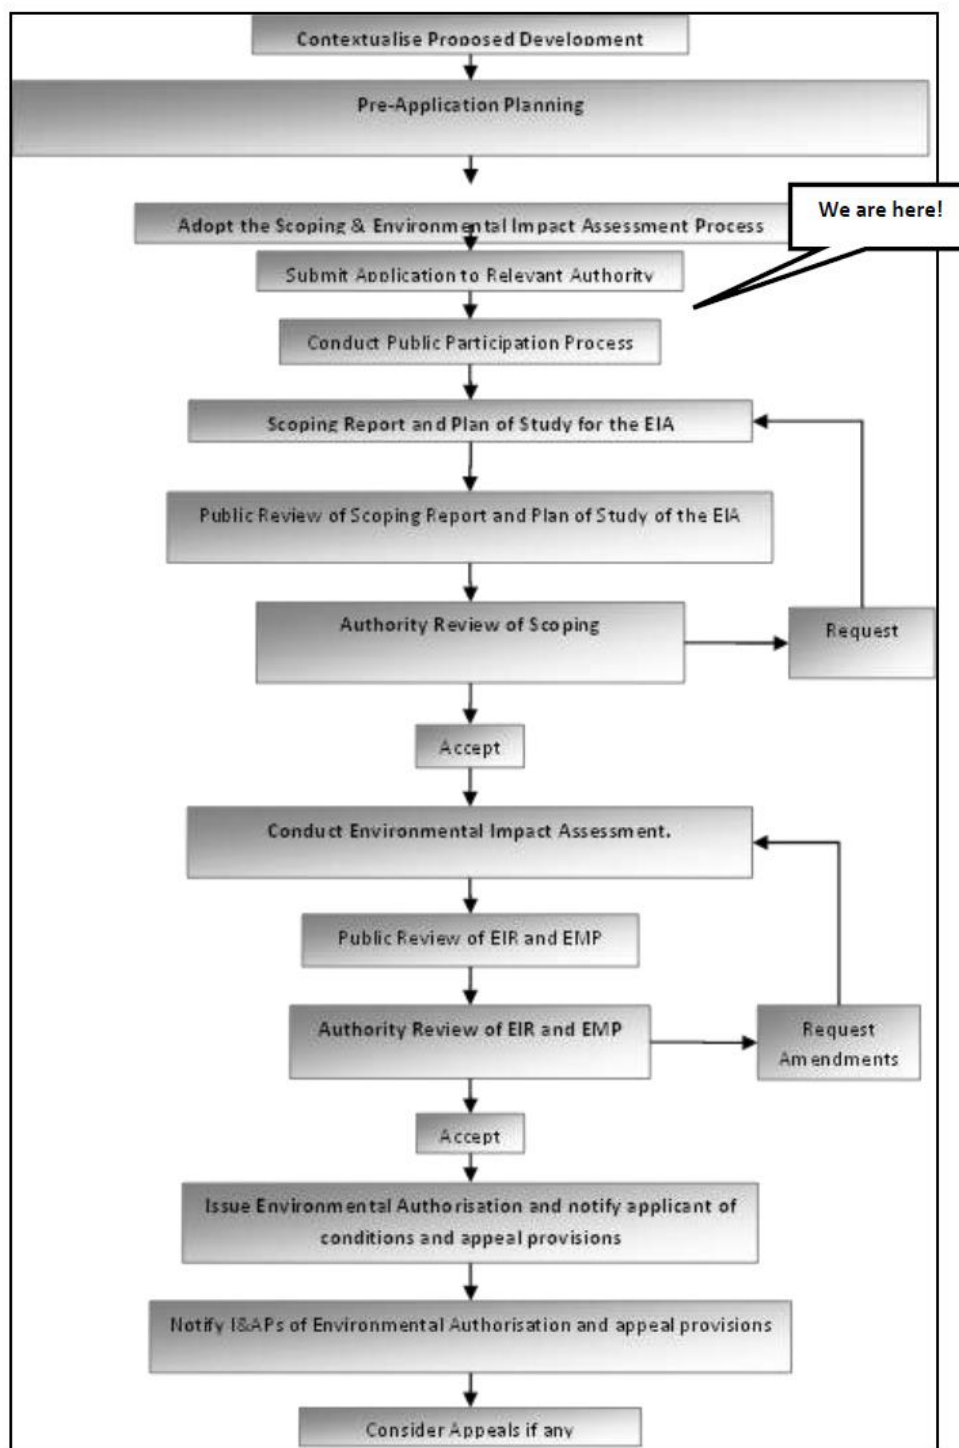 Contextualise Proposed Development
Pre-Application Planning
We are here!
Adopt the Scoping & Environmental Impact Assessment Process
Submit Application to Relevant Authority
Conduct Public Participation Process
Scoping Report and Plan of Study for the EIA
Public Review of Scoping Report and Plan of Study of the EIA
Authority Review of Scoping
Request
Accept
Conduct Environmental Impact Assessment.
Public Review of EIR and EMP
Authority Review of EIR and EMP
Request
Amendments
Accept
Issue Environmental Authorisation and notify applicant of
conditions and appeal provisions
Notify I&APs of Environmental Authorisation and appeal provisions
Consider Appeals if any